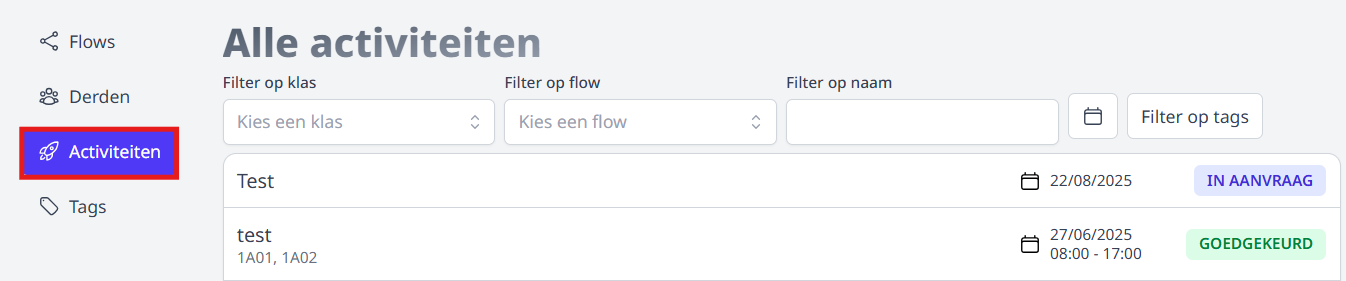 Flows
Derden
Activiteiten
Tags
Alle activiteiten
Filter op klas
Kies een klas
Filter op flow
Kies een flow
Filter op naam
Filter op tags
Test
22/08/2025
IN AANVRAAG
test
1A01, 1A02
27/06/2025
08:00 - 17:00
GOEDGEKEURD